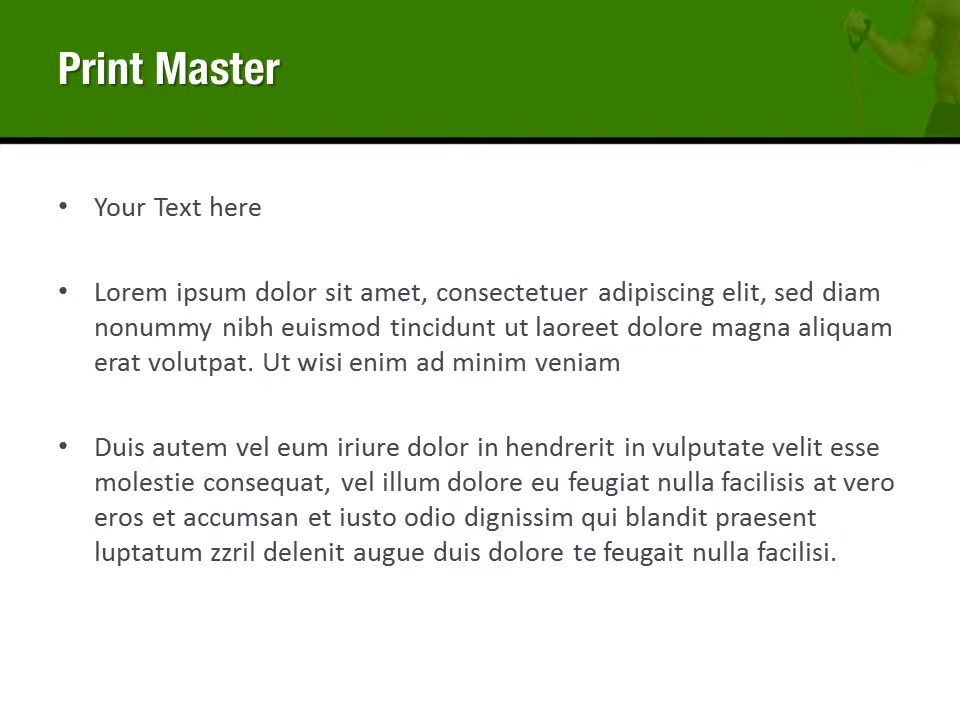 Print Master
• Your Text here
• Lorem ipsum dolor sit amet, consectetuer adipiscing elit, sed diam
nonummy nibh euismod tincidunt ut laoreet dolore magna aliquam
erat volutpat. Ut wisi enim ad minim veniam
• Duis autem vel eum iriure dolor in hendrerit in vulputate velit esse
molestie consequat, vel illum dolore eu feugiat nulla facilisis at vero
eros et accumsan et iusto odio dignissim qui blandit praesent
luptatum zzril delenit augue duis dolore te feugait nulla facilisi.